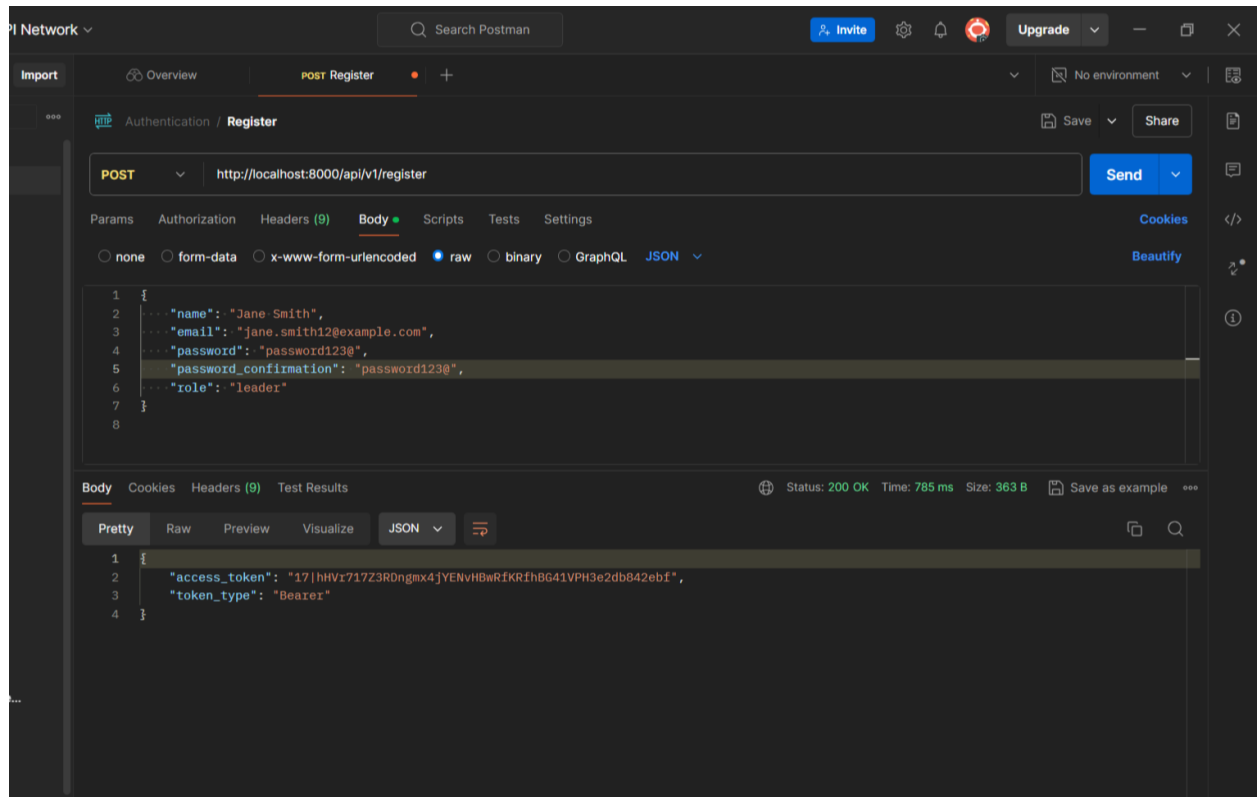 PI Network
Search Postman
Invite
Upgrade
Import
Overview
POST Register
No environment
HTTP
Authentication / Register
Save
Share
POST
http://localhost:8000/api/v1/register
Send
Params Authorization Headers (9) Body Scripts Tests Settings
Cookies
none form-data x-www-form-urlencoded raw binary GraphQL JSON
Beautify
1 {
2 "name": "Jane Smith",
3 "email": "jane.smith12@example.com",
4 "password": "password123@",
5 "password_confirmation": "password123@",
6 "role": "leader"
7 }
8
Body Cookies Headers (9) Test Results
Status: 200 OK Time: 785 ms Size: 363 B
Save as example
Pretty Raw Preview Visualize JSON
1 {
2 "access_token": "17|hHVr717Z3RDngmx4jYENvHBwRfKRfhBG41VPH3e2db842ebf",
3 "token_type": "Bearer"
4 }